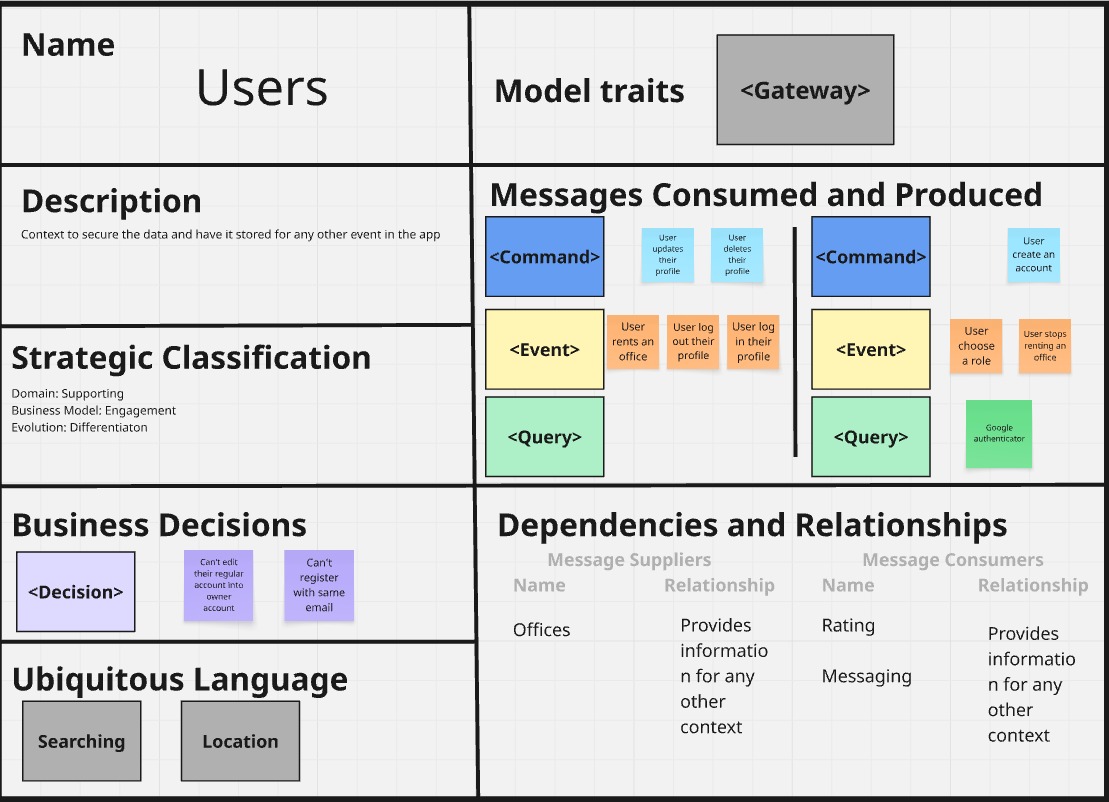 Name
Users
Model traits
<Gateway>
Description
Context to secure the data and have it stored for any other event in the app
Strategic Classification
Domain: Supporting
Business Model: Engagement
Evolution: Differentiaton
Messages Consumed and Produced
<Command>
User
updates
their
profile
User
deletes
their
profile
<Event>
User
rents an
office
User log
out their
profile
User log
in their
profile
<Query>
<Command>
User
create an
account
<Event>
User
choose
a role
User stops
renting an
office
<Query>
Google
authenticator
Business Decisions
<Decision>
Can't edit
their regular
account into
owner
account
Can't
register
with same
email
Ubiquitous Language
Searching
Location
Dependencies and Relationships
Message Suppliers
Name
Relationship
Offices
Provides
informatio
n for any
other
context
Message Consumers
Name
Relationship
Rating
Messaging
Provides
informatio
n for any
other
context